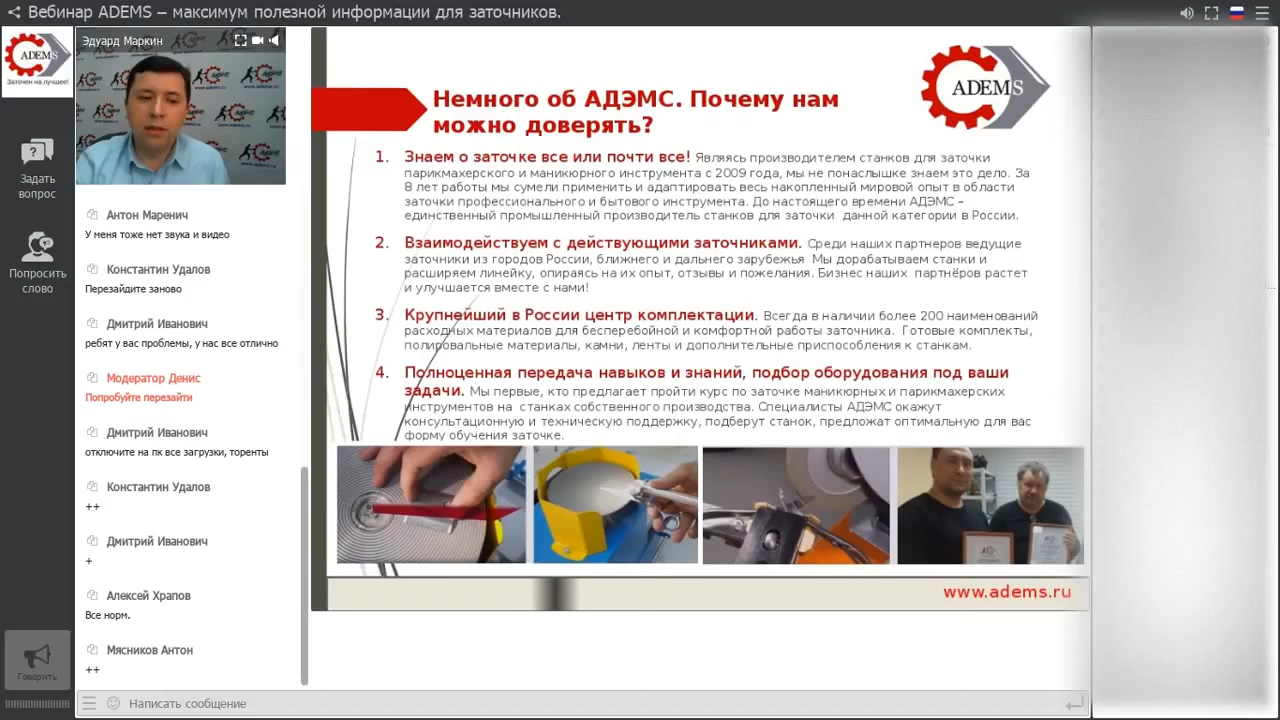 Вебинар ADEMS – максимум полезной информации для заточников.
ADEMS
Заточен на лучшее!
Эдуард Маркин
Задать
вопрос
Попросить
слово
Говорить
Антон Маренич
У меня тоже нет звука и видео
Константин Удалов
Перезайдите заново
Дмитрий Иванович
ребят у вас проблемы, у нас все отлично
Модератор Денис
Попробуйте перезайти
Дмитрий Иванович
отключите на пк все загрузки, торенты
Константин Удалов
++
Дмитрий Иванович
+
Алексей Храпов
Все норм.
Мясников Антон
++
Написать сообщение
Немного об АДЭМС. Почему нам
можно доверять?
ADEMS
1. Знаем о заточке все или почти все! Являясь производителем станков для заточки
парикмахерского и маникюрного инструмента с 2009 года, мы не понаслышке знаем это дело. За
8 лет работы мы сумели применить и адаптировать весь накопленный мировой опыт в области
заточки профессионального и бытового инструмента. До настоящего времени АДЭМС –
единственный промышленный производитель станков для заточки данной категории в России.
2. Взаимодействуем с действующими заточниками. Среди наших партнеров ведущие
заточники из городов России, ближнего и дальнего зарубежья Мы дорабатываем станки и
расширяем линейку, опираясь на их опыт, отзывы и пожелания. Бизнес наших партнёров растет
и улучшается вместе с нами!
3. Крупнейший в России центр комплектации. Всегда в наличии более 200 наименований
расходных материалов для бесперебойной и комфортной работы заточника. Готовые комплекты,
полировальные материалы, камни, ленты и дополнительные приспособления к станкам.
4. Полноценная передача навыков и знаний, подбор оборудования под ваши
задачи. Мы первые, кто предлагает пройти курс по заточке маникюрных и парикмахерских
инструментов на станках собственного производства. Специалисты АДЭМС окажут
консультационную и техническую поддержку, подберут станок, предложат оптимальную для вас
форму обучения заточке.
www.adems.ru